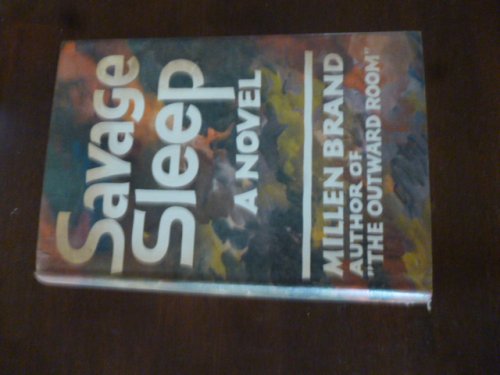 Savage
Sleep
A NOVEL
MILLEN BRAND
AUTHOR OF
"THE OUTWARD ROOM"